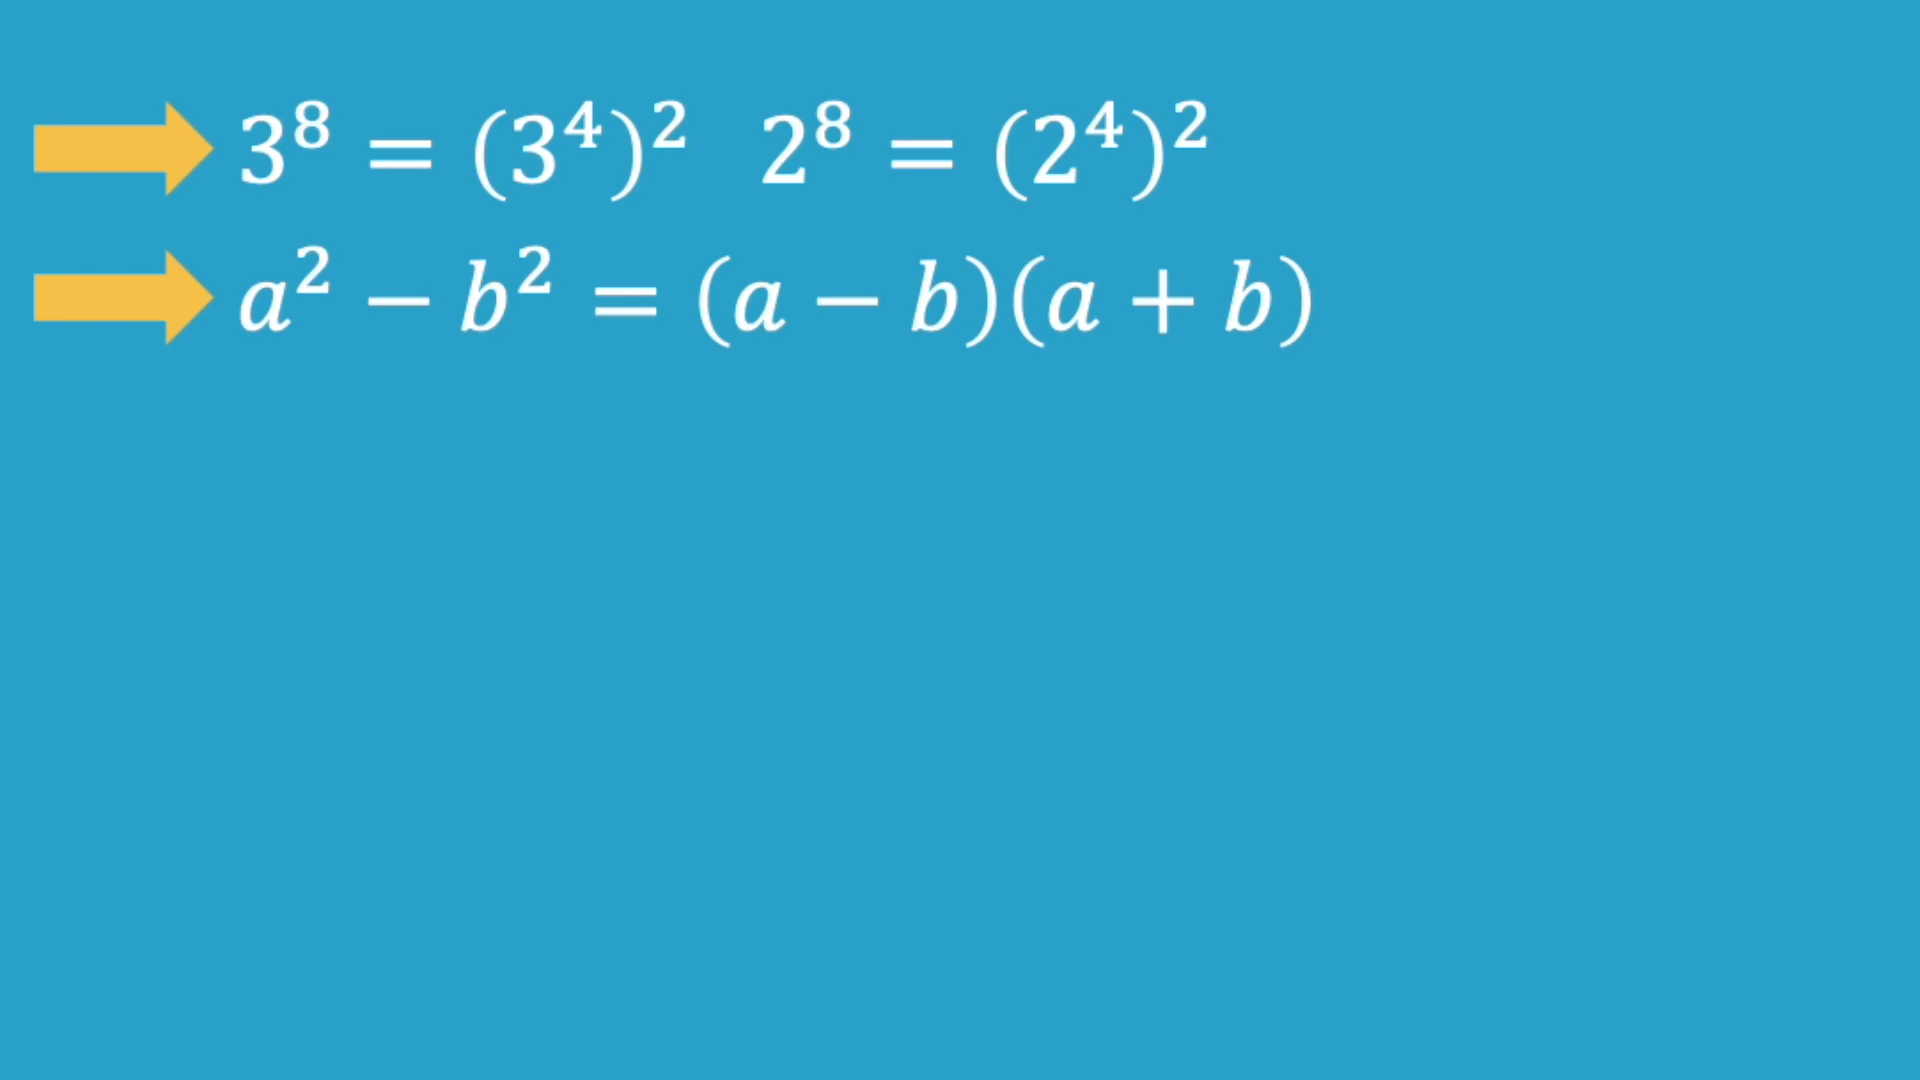 3⁸ = (3⁴)² 2⁸ = (2⁴)²
a² − b² = (a − b)(a + b)